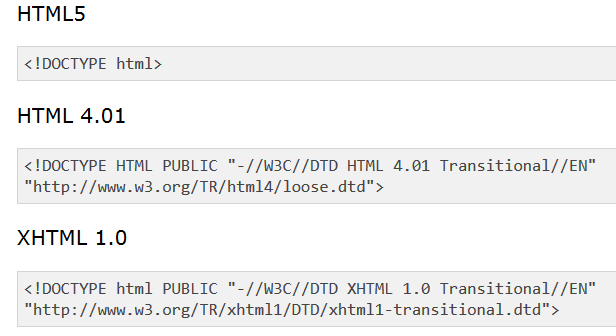 HTML5
<!DOCTYPE html>
HTML 4.01
<!DOCTYPE HTML PUBLIC "-//W3C//DTD HTML 4.01 Transitional//EN"
"http://www.w3.org/TR/html4/loose.dtd">
XHTML 1.0
<!DOCTYPE html PUBLIC "-//W3C//DTD XHTML 1.0 Transitional//EN"
"http://www.w3.org/TR/xhtml1/DTD/xhtml1-transitional.dtd">